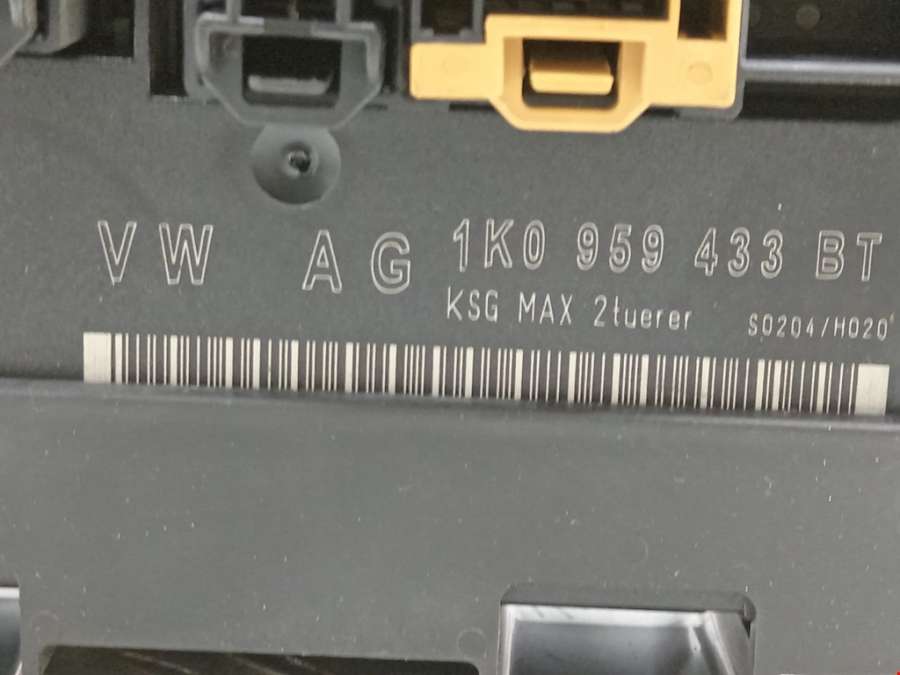 VW AG 1K0 959 433 BT
KSG MAX 2tuerer S0204/H020